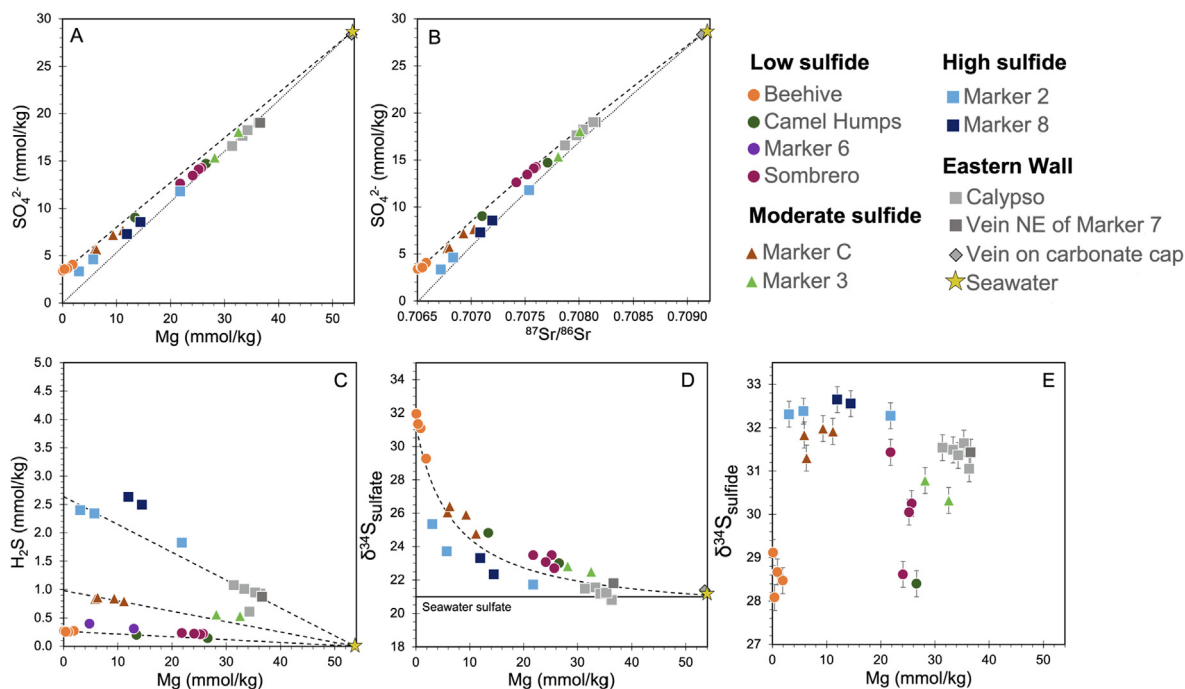 A
SO₄²⁻ (mmol/kg)
30
25
20
15
10
5
0
0 10 20 30 40 50
Mg (mmol/kg)
B
SO₄²⁻ (mmol/kg)
30
25
20
15
10
5
0
0.7065 0.7070 0.7075 0.7080 0.7085 0.7090
⁸⁷Sr/⁸⁶Sr
Low sulfide
Beehive
Camel Humps
Marker 6
Sombrero
Moderate sulfide
Marker C
Marker 3
High sulfide
Marker 2
Marker 8
Eastern Wall
Calypso
Vein NE of Marker 7
Vein on carbonate cap
Seawater
C
H₂S (mmol/kg)
5.0
4.5
4.0
3.5
3.0
2.5
2.0
1.5
1.0
0.5
0.0
0 10 20 30 40 50
Mg (mmol/kg)
D
δ³⁴S sulfate
34
32
30
28
26
24
22
20
18
Seawater sulfate
0 10 20 30 40 50
Mg (mmol/kg)
E
δ³⁴S sulfide
33
32
31
30
29
28
27
0 10 20 30 40 50
Mg (mmol/kg)